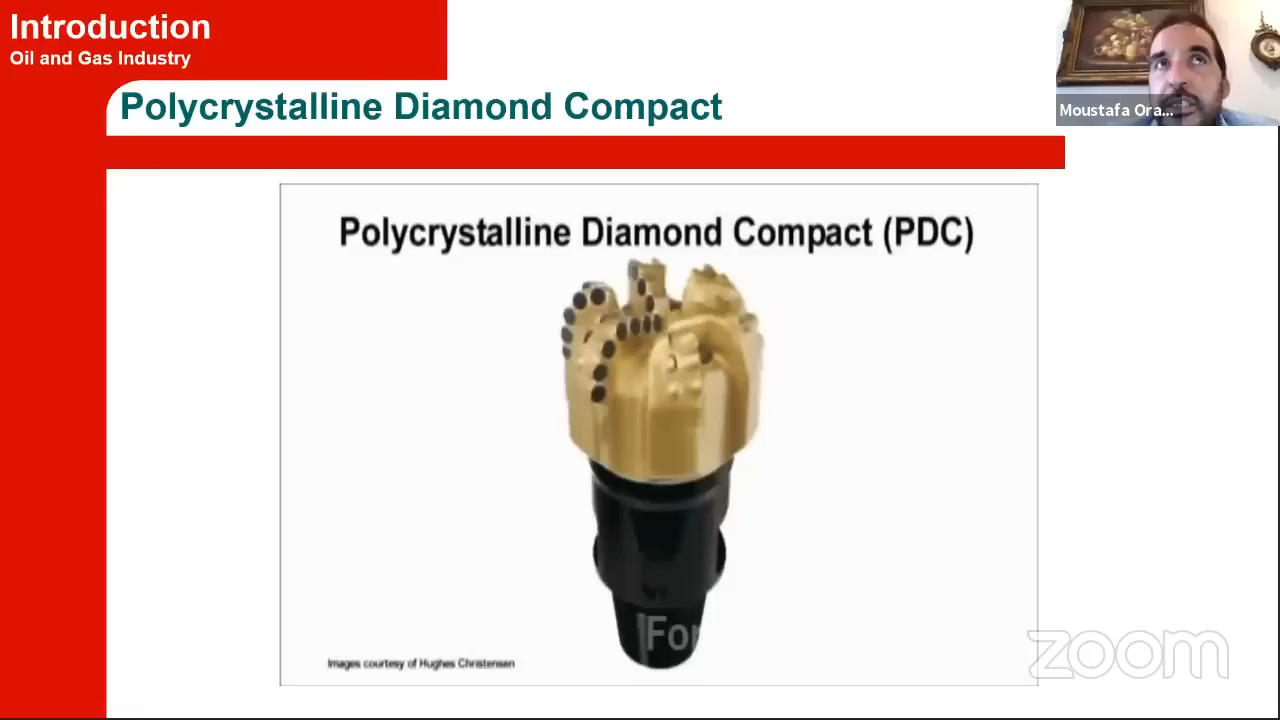 Introduction
Oil and Gas Industry
Polycrystalline Diamond Compact
Moustafa Ora...
Polycrystalline Diamond Compact (PDC)
For
Images courtesy of Hughes Christensen
zoom